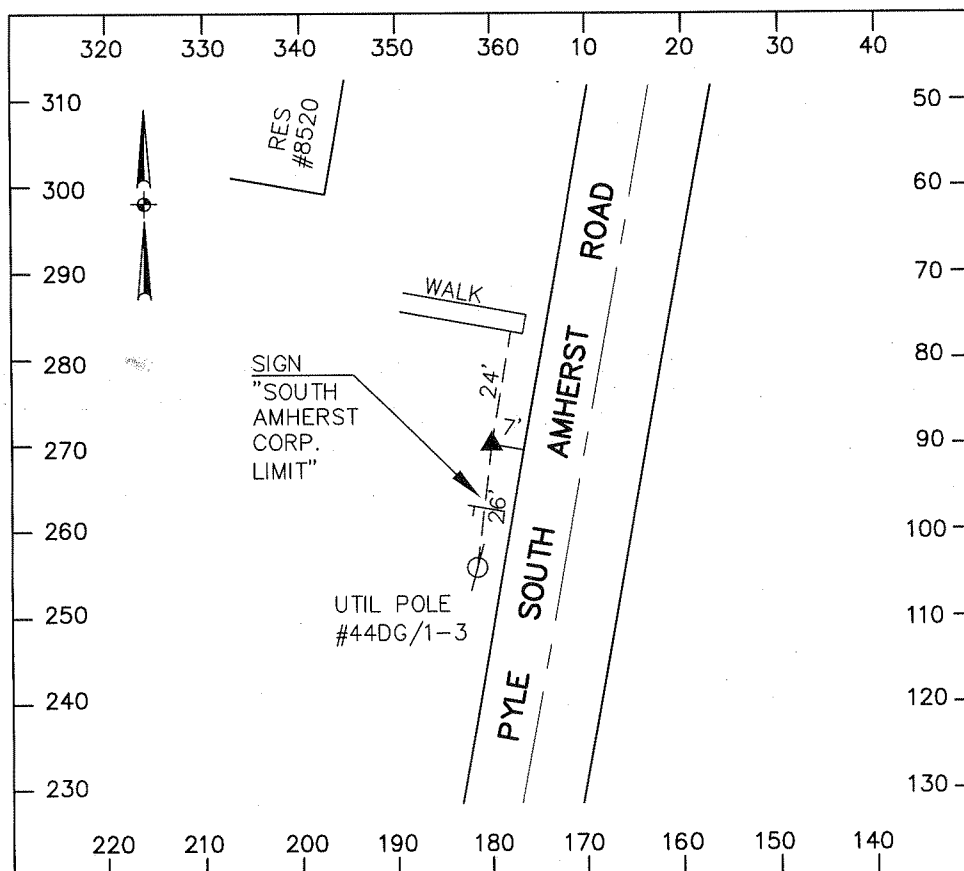 320 330 340 350 360 10 20 30 40
310
300
290
280
270
260
250
240
230
50
60
70
80
90
100
110
120
130
RES
#8520
WALK
24'
7'
26'
SIGN
"SOUTH
AMHERST
CORP.
LIMIT"
UTIL POLE
#44DG/1-3
PYLE SOUTH AMHERST ROAD
220 210 200 190 180 170 160 150 140